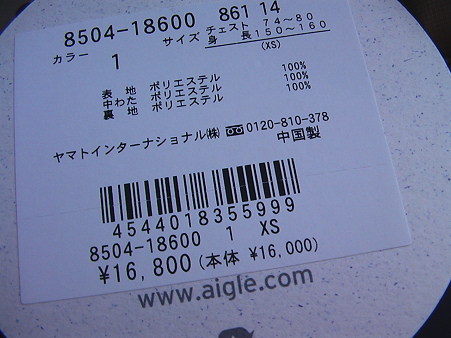 8504-18600 861 14
カラー 1 サイズ チェスト 74～80
身長 150～160
(XS)
表地 ポリエステル 100%
中わた ポリエステル 100%
裏地 ポリエステル 100%
ヤマトインターナショナル㈱ 0120-810-378
中国製
4544018355999
8504-18600 1 XS
¥16,800(本体 ¥16,000)
www.aigle.com